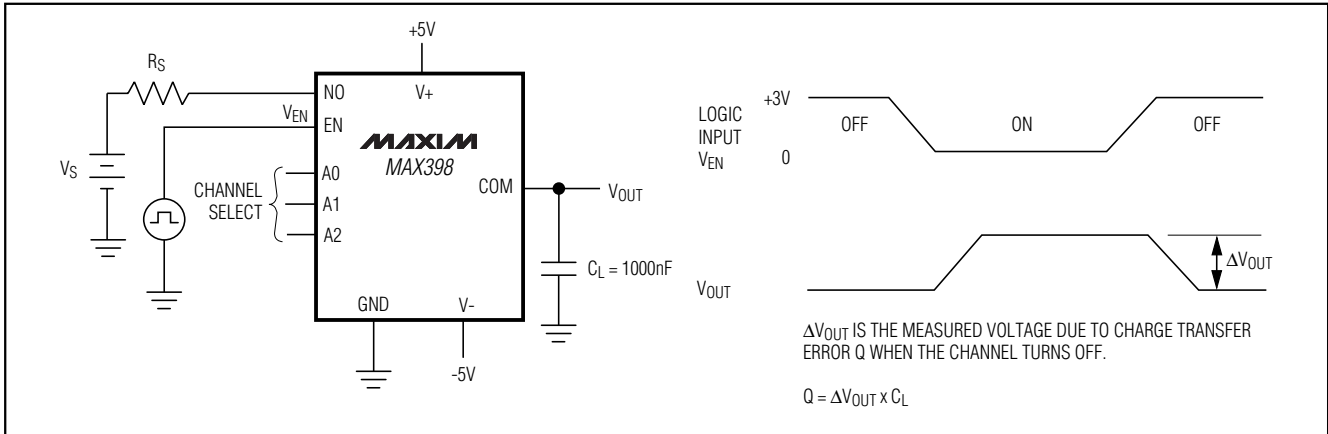 +5V
RS
NO
V+
VEN
EN
MAXIM
MAX398
VS
CHANNEL
SELECT
A0
A1
A2
COM
VOUT
CL = 1000nF
GND
V-
-5V
LOGIC
INPUT
VEN
+3V
0
OFF
ON
OFF
VOUT
ΔVOUT
ΔVOUT IS THE MEASURED VOLTAGE DUE TO CHARGE TRANSFER
ERROR Q WHEN THE CHANNEL TURNS OFF.
Q = ΔVOUT x CL